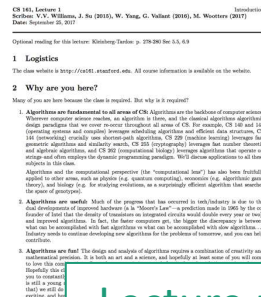 CS 161, Lecture 1 Introductio
Scribes: V.V. Williams, J. Su (2015), W. Yang, G. Valiant (2016), M. Wootters (2017)
Date: September 25, 2017
Optional reading for this lecture: Kleinberg-Tardos: p. 278-280 Sec 5.5, 6.9
1 Logistics
The class website is http://cs161.stanford.edu. All course information is available on the website.
2 Why are you here?
Many of you are here because the class is required. But why is it required?
1. Algorithms are fundamental to all areas of CS: Algorithms are the backbone of computer scienc
Wherever computer science reaches, an algorithm is there, and the classical algorithms algorithmi
design paradigms that we cover re-occur throughout all areas of CS. For example, CS 140 and 14
(operating systems and compilers) leverages scheduling algorithms and efficient data structures, C
144 (networking) crucially uses shortest-path algorithms, CS 229 (machine learning) leverages fas
geometric algorithms and similarity search, CS 255 (cryptography) leverages fast number theoreti
and algebraic algorithms, and CS 262 (computational biology) leverages algorithms that operate o
strings and often employs the dynamic programming paradigm. We'll discuss applications to all thes
subjects in this class.
Algorithms and the computational perspective (the "computational lens") has also been fruitfull
applied to other areas, such as physics (e.g. quantum computing), economics (e.g. algorithmic gam
theory), and biology (e.g. for studying evolution, as a surprisingly efficient algorithm that search
the space of genotypes).
2. Algorithms are useful: Much of the progress that has occurred in tech/industry is due to th
dual developments of improved hardware (a la "Moore's Law" – a prediction made in 1965 by the co
founder of Intel that the density of transistors on integrated circuits would double every year or two
and improved algorithms. In fact, the faster computers get, the bigger the discrepancy is betwee
what can be accomplished with fast algorithms vs what can be accomplished with slow algorithms...
Industry needs to continue developing new algorithms for the problems of tomorrow, and you can hel
contribute.
3. Algorithms are fun! The design and analysis of algorithms requires a combination of creativity an
mathematical precision. It is both an art and a science, and hopefully at least some of you will com
to love this com
Hopefully this cl
you to constantl
is still a young s
that) we still do
exciting, and ho